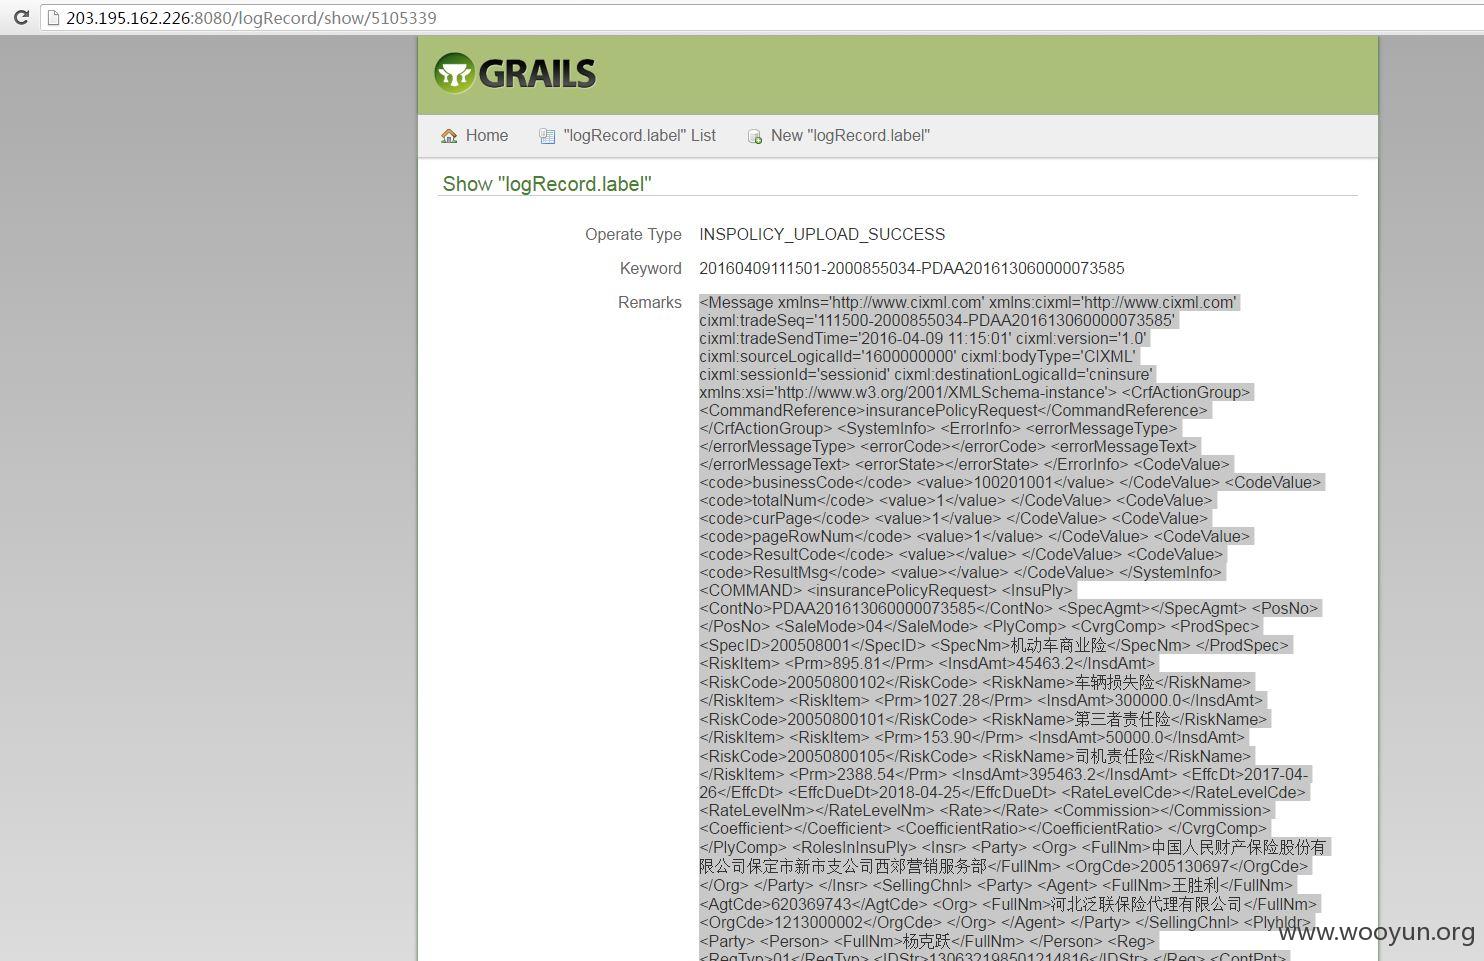 203.195.162.226:8080/logRecord/show/5105339
GRAILS
Home "logRecord.label" List New "logRecord.label"
Show "logRecord.label"
Operate Type INSPOLICY_UPLOAD_SUCCESS
Keyword 20160409111501-2000855034-PDAA201613060000073585
Remarks <Message xmlns='http://www.cixml.com' xmlns:cixml='http://www.cixml.com'
cixml:tradeSeq='111500-2000855034-PDAA201613060000073585'
cixml:tradeSendTime='2016-04-09 11:15:01' cixml:version='1.0'
cixml:sourceLogicalId='1600000000' cixml:bodyType='CIXML'
cixml:sessionId='sessionid' cixml:destinationLogicalId='cninsure'
xmlns:xsi='http://www.w3.org/2001/XMLSchema-instance'> <CrfActionGroup>
<CommandReference>insurancePolicyRequest</CommandReference>
</CrfActionGroup> <SystemInfo> <ErrorInfo> <errorMessageType>
</errorMessageType> <errorCode></errorCode> <errorMessageText>
</errorMessageText> <errorState></errorState> </ErrorInfo> <CodeValue>
<code>businessCode</code> <value>100201001</value> </CodeValue> <CodeValue>
<code>totalNum</code> <value>1</value> </CodeValue> <CodeValue>
<code>curPage</code> <value>1</value> </CodeValue> <CodeValue>
<code>pageRowNum</code> <value>1</value> </CodeValue> <CodeValue>
<code>ResultCode</code> <value></value> </CodeValue> <CodeValue>
<code>ResultMsg</code> <value></value> </CodeValue> </SystemInfo>
<COMMAND> <insurancePolicyRequest> <InsuPly>
<ContNo>PDAA201613060000073585</ContNo> <SpecAgmt></SpecAgmt> <PosNo>
</PosNo> <SaleMode>04</SaleMode> <PlyComp> <CvrgComp> <ProdSpec>
<SpecID>200508001</SpecID> <SpecNm>机动车商业险</SpecNm> </ProdSpec>
<RiskItem> <Prm>895.81</Prm> <InsdAmt>45463.2</InsdAmt>
<RiskCode>20050800102</RiskCode> <RiskName>车辆损失险</RiskName>
</RiskItem> <RiskItem> <Prm>1027.28</Prm> <InsdAmt>300000.0</InsdAmt>
<RiskCode>20050800101</RiskCode> <RiskName>第三者责任险</RiskName>
</RiskItem> <RiskItem> <Prm>153.90</Prm> <InsdAmt>50000.0</InsdAmt>
<RiskCode>20050800105</RiskCode> <RiskName>司机责任险</RiskName>
</RiskItem> <Prm>2388.54</Prm> <InsdAmt>395463.2</InsdAmt> <EffcDt>2017-04-
26</EffcDt> <EffcDueDt>2018-04-25</EffcDueDt> <RateLevelCde></RateLevelCde>
<RateLevelNm></RateLevelNm> <Rate></Rate> <Commission></Commission>
<Coefficient></Coefficient> <CoefficientRatio></CoefficientRatio> </CvrgComp>
</PlyComp> <RolesInInsuPly> <Insr> <Party> <Org> <FullNm>中国人民财产保险股份有
限公司保定市新市支公司西郊营销服务部</FullNm> <OrgCde>2005130697</OrgCde>
</Org> </Party> </Insr> <SellingChnl> <Party> <Agent> <FullNm>王胜利</FullNm>
<AgtCde>620369743</AgtCde> <Org> <FullNm>河北泛联保险代理有限公司</FullNm>
<OrgCde>1213000002</OrgCde> </Org> </Agent> </Party> </SellingChnl> <Plyhldr>
<Party> <Person> <FullNm>杨克跃</FullNm> </Person> <Reg>
<RegTyp>01</RegTyp> <IDStr>130632198501214816</IDStr> </Reg> <ContPnt>
www.wooyun.org